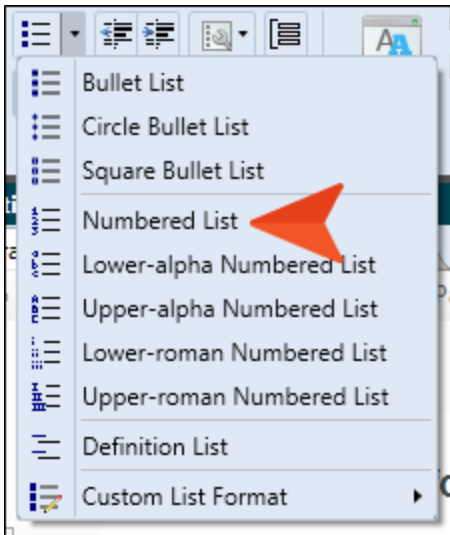 Bullet List
Circle Bullet List
Square Bullet List
Numbered List
Lower-alpha Numbered List
Upper-alpha Numbered List
Lower-roman Numbered List
Upper-roman Numbered List
Definition List
Custom List Format